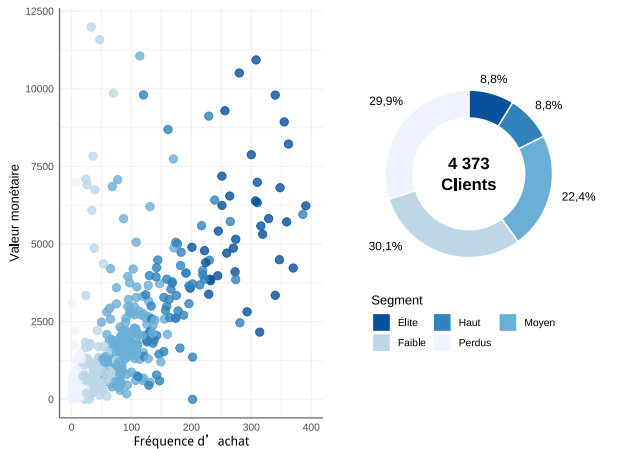 Valeur monétaire
12500
10000
7500
5000
2500
0
0
100
200
300
400
Fréquence d’ achat
8,8%
8,8%
22,4%
30,1%
29,9%
4 373
Clients
Segment
Élite
Haut
Moyen
Faible
Perdus